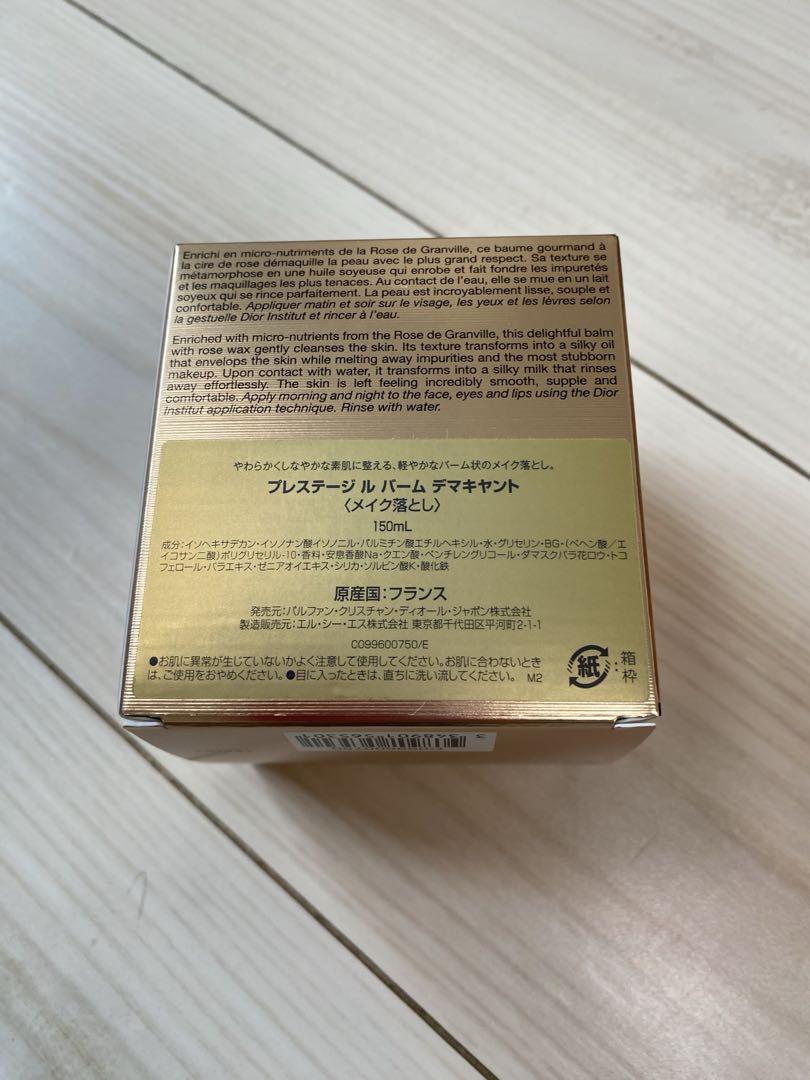 Enrichi en micro-nutriments de la Rose de Granville, ce baume gourmand à
la cire de rose démaquille la peau avec le plus grand respect. Sa texture se
métamorphose en une huile soyeuse qui enrobe et fait fondre les impuretés
et les maquillages les plus tenaces. Au contact de l'eau, elle se mue en un lait
soyeux qui se rince parfaitement. La peau est incroyablement lisse, souple et
confortable. Appliquer matin et soir sur le visage, les yeux et les lèvres selon
la gestuelle Dior Institut et rincer à l'eau.
Enriched with micro-nutrients from the Rose de Granville, this delightful balm
with rose wax gently cleanses the skin. Its texture transforms into a silky oil
that envelops the skin while melting away impurities and the most stubborn
makeup. Upon contact with water, it transforms into a silky milk that rinses
away effortlessly. The skin is left feeling incredibly smooth, supple and
comfortable. Apply morning and night to the face, eyes and lips using the Dior
Institut application technique. Rinse with water.
やわらかくしなやかな素肌に整える、軽やかなバーム状のメイク落とし。
プレステージ ル バーム デマキヤント
〈メイク落とし〉
150mL
成分:イソヘキサデカン・イソノナン酸イソノニル・パルミチン酸エチルヘキシル・水・グリセリン・BG・(ベヘン酸/エ
イコサン二酸)ポリグリセリル-10・香料・安息香酸Na・クエン酸・ペンチレングリコール・ダマスクバラ花ロウ・トコ
フェロール・バラエキス・ゼニアオイエキス・シリカ・ソルビン酸K・酸化鉄
原産国:フランス
発売元:パルファン・クリスチャン・ディオール・ジャポン株式会社
製造販売元:エル・シー・エス株式会社 東京都千代田区平河町2-1-1
C099600750/E
●お肌に異常が生じていないかよく注意して使用してください。お肌に合わないとき
は、ご使用をおやめください。●目に入ったときは、直ちに洗い流してください。 M2
紙:箱
枠